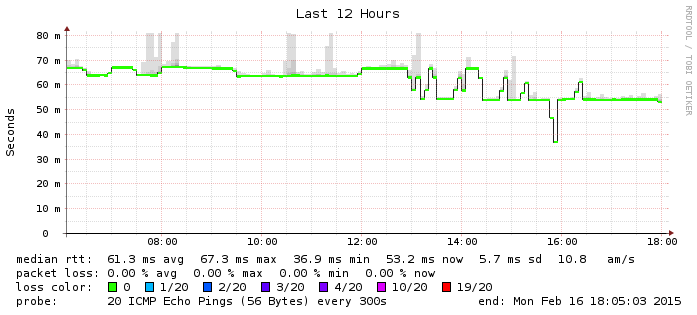 Last 12 Hours
RRDTOOL / TOBI OETIKER
Seconds
80 m
70 m
60 m
50 m
40 m
30 m
20 m
10 m
0
08:00 10:00 12:00 14:00 16:00 18:00
median rtt: 61.3 ms avg 67.3 ms max 36.9 ms min 53.2 ms now 5.7 ms sd 10.8 am/s
packet loss: 0.00 % avg 0.00 % max 0.00 % min 0.00 % now
loss color: 0 1/20 2/20 3/20 4/20 10/20 19/20
probe: 20 ICMP Echo Pings (56 Bytes) every 300s end: Mon Feb 16 18:05:03 2015